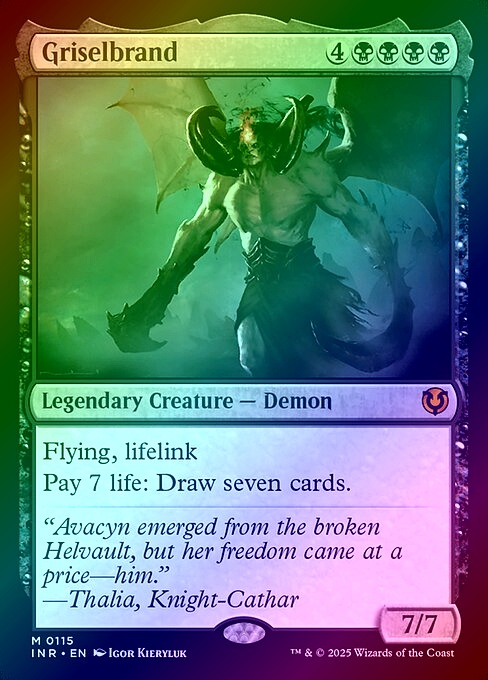 Griselbrand 4
Legendary Creature — Demon
Flying, lifelink
Pay 7 life: Draw seven cards.
“Avacyn emerged from the broken
Helvault, but her freedom came at a
price—him.”
—Thalia, Knight-Cathar
7/7
M 0115
INR • EN Igor Kieryluk
™ & © 2025 Wizards of the Coast